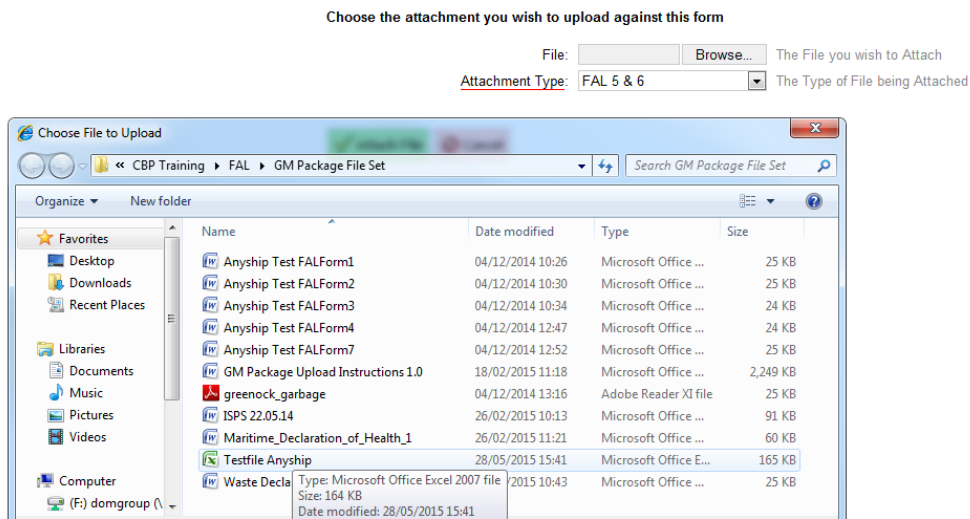 Choose the attachment you wish to upload against this form
File: Browse... The File you wish to Attach
Attachment Type: FAL 5 & 6 The Type of File being Attached
Choose File to Upload
Attach File Cancel
« CBP Training FAL GM Package File Set Search GM Package File Set
Organize New folder
Favorites
Desktop
Downloads
Recent Places
Libraries
Documents
Music
Pictures
Videos
Computer
(F:) domgroup (\
Name Date modified Type Size
Anyship Test FALForm1 04/12/2014 10:26 Microsoft Office ... 25 KB
Anyship Test FALForm2 04/12/2014 10:30 Microsoft Office ... 25 KB
Anyship Test FALForm3 04/12/2014 10:34 Microsoft Office ... 24 KB
Anyship Test FALForm4 04/12/2014 12:47 Microsoft Office ... 24 KB
Anyship Test FALForm7 04/12/2014 12:52 Microsoft Office ... 25 KB
GM Package Upload Instructions 1.0 18/02/2015 11:18 Microsoft Office ... 2,249 KB
greenock_garbage 04/12/2014 13:16 Adobe Reader XI file 25 KB
ISPS 22.05.14 26/02/2015 10:13 Microsoft Office ... 91 KB
Maritime_Declaration_of_Health_1 26/02/2015 11:21 Microsoft Office ... 60 KB
Testfile Anyship 28/05/2015 15:41 Microsoft Office E... 165 KB
Waste Decla /2015 10:43 Microsoft Office ... 25 KB
Type: Microsoft Office Excel 2007 file
Size: 164 KB
Date modified: 28/05/2015 15:41